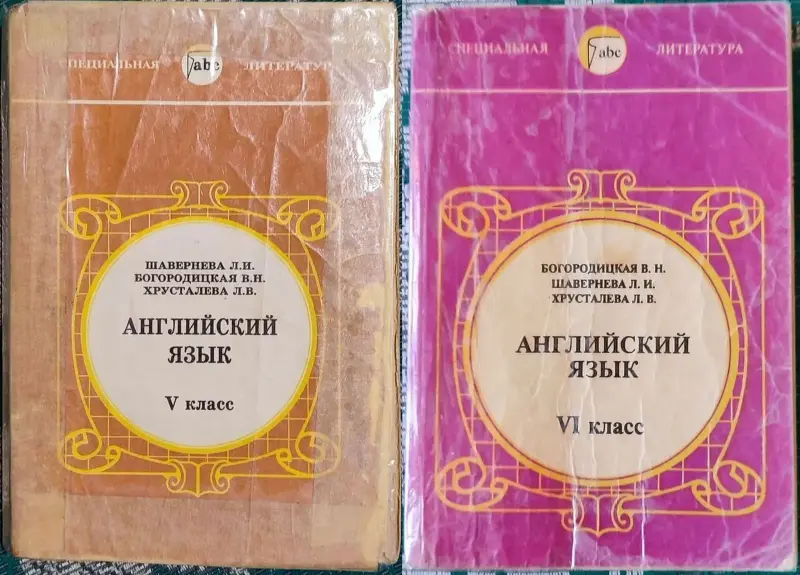 ПЕЦИАЛЬНАЯ abc ЛИТЕРАТУР
ШАВЕРНЕВА Л.И.
БОГОРОДИЦКАЯ В.Н.
ХРУСТАЛЕВА Л.В.
АНГЛИЙСКИЙ
ЯЗЫК
V класс
ПЕЦИАЛЬНАЯ abc ЛИТЕРАТУРА
БОГОРОДИЦКАЯ В. Н.
ШАВЕРНЕВА Л. И.
ХРУСТАЛЕВА Л. В.
АНГЛИЙСКИЙ
ЯЗЫК
VI класс